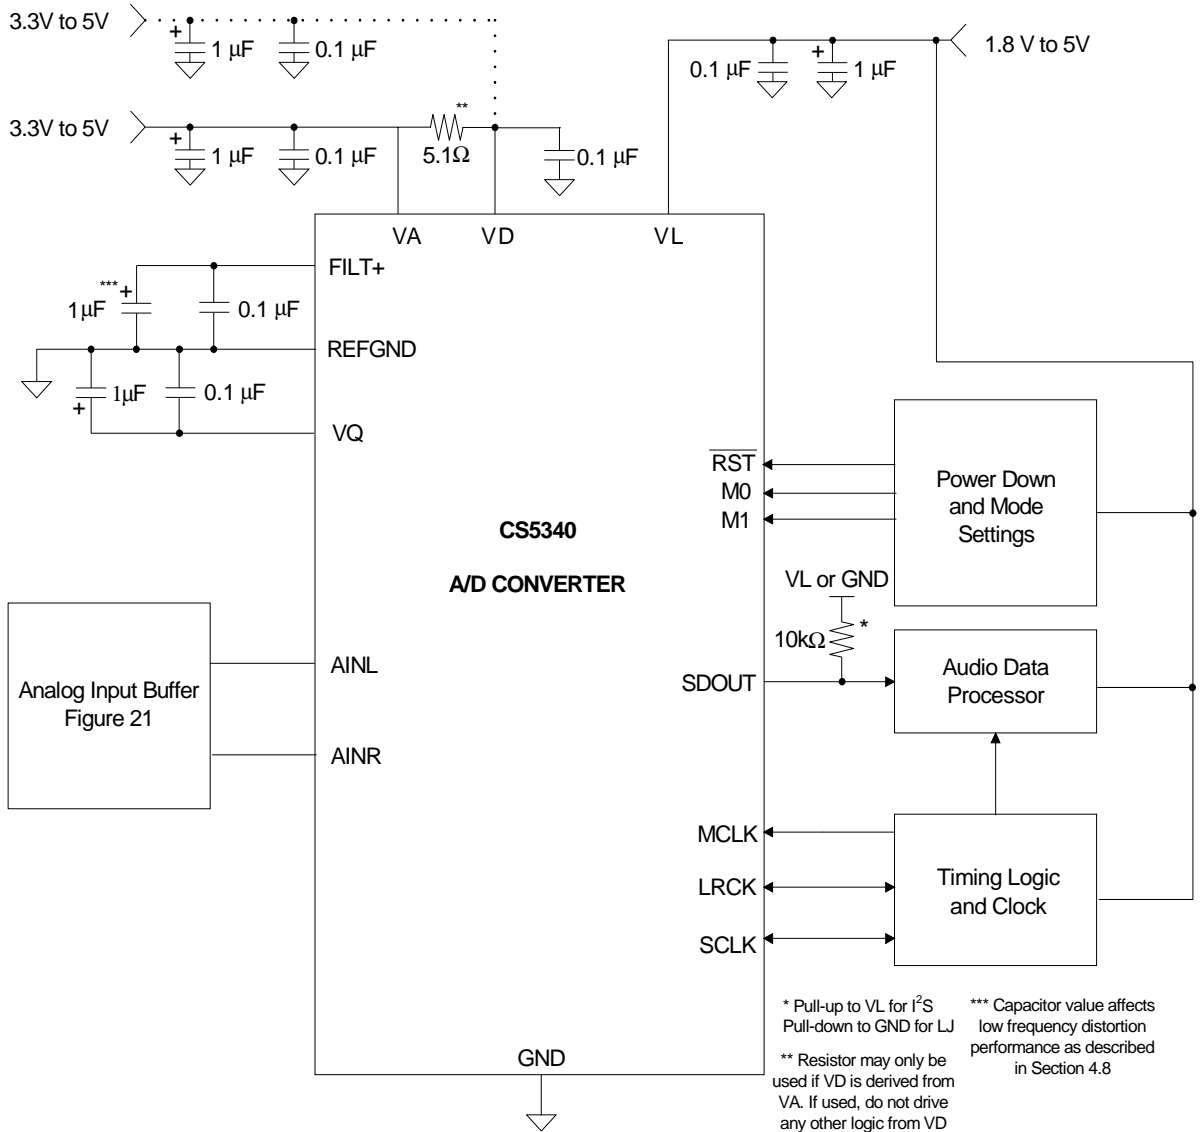 3.3V to 5V
+
1 µF
0.1 µF
1.8 V to 5V
0.1 µF
+
1 µF
3.3V to 5V
+
1 µF
0.1 µF
**
5.1Ω
0.1 µF
VA
VD
VL
FILT+
***
+
1µF
0.1 µF
REFGND
1µF
+
0.1 µF
VQ
RST
M0
M1
Power Down
and Mode
Settings
CS5340
A/D CONVERTER
VL or GND
10kΩ
*
Analog Input Buffer
Figure 21
AINL
AINR
SDOUT
Audio Data
Processor
MCLK
LRCK
SCLK
Timing Logic
and Clock
GND
* Pull-up to VL for I²S
Pull-down to GND for LJ
** Resistor may only be
used if VD is derived from
VA. If used, do not drive
any other logic from VD
*** Capacitor value affects
low frequency distortion
performance as described
in Section 4.8